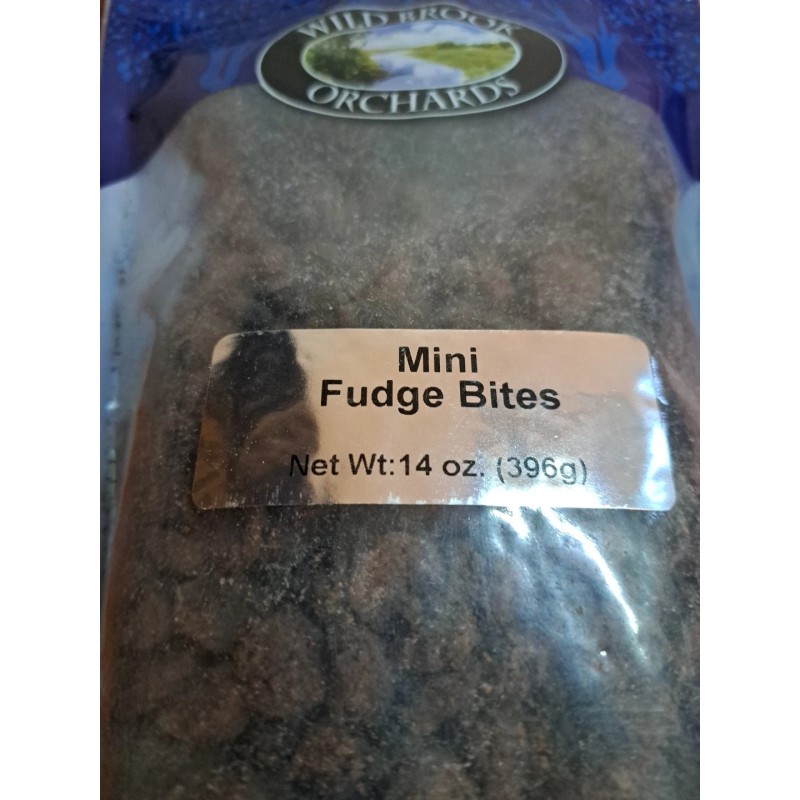 WILD BROOK
ORCHARDS
Mini
Fudge Bites
Net Wt:14 oz. (396g)